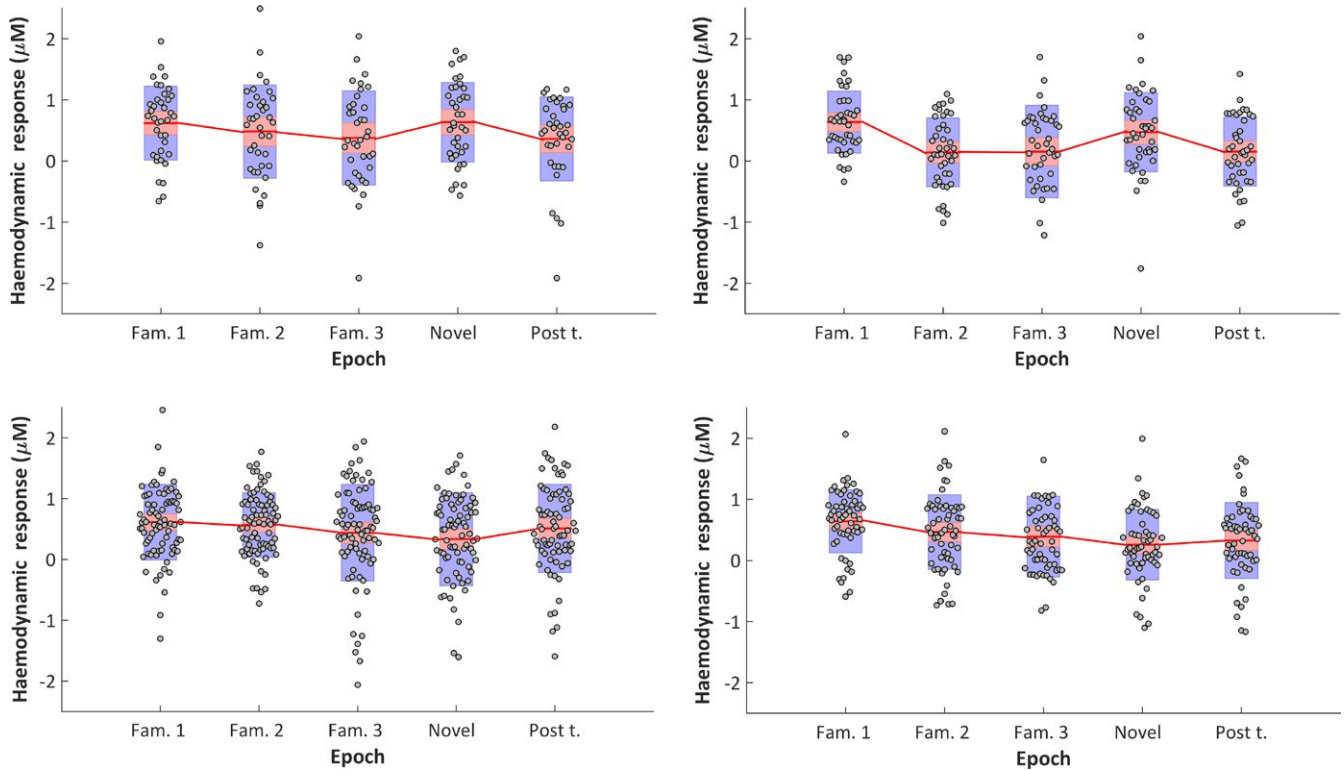 Haemodynamic response (μM)
2
1
0
-1
-2
Fam. 1 Fam. 2 Fam. 3 Novel Post t.
Epoch
Haemodynamic response (μM)
2
1
0
-1
-2
Fam. 1 Fam. 2 Fam. 3 Novel Post t.
Epoch
Haemodynamic response (μM)
2
1
0
-1
-2
Fam. 1 Fam. 2 Fam. 3 Novel Post t.
Epoch
Haemodynamic response (μM)
2
1
0
-1
-2
Fam. 1 Fam. 2 Fam. 3 Novel Post t.
Epoch